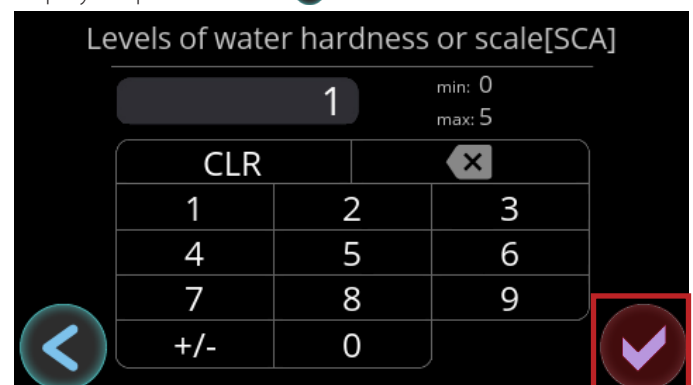 Levels of water hardness or scale[SCA]
1 min: 0
max: 5
CLR
1 2 3
4 5 6
7 8 9
+/- 0